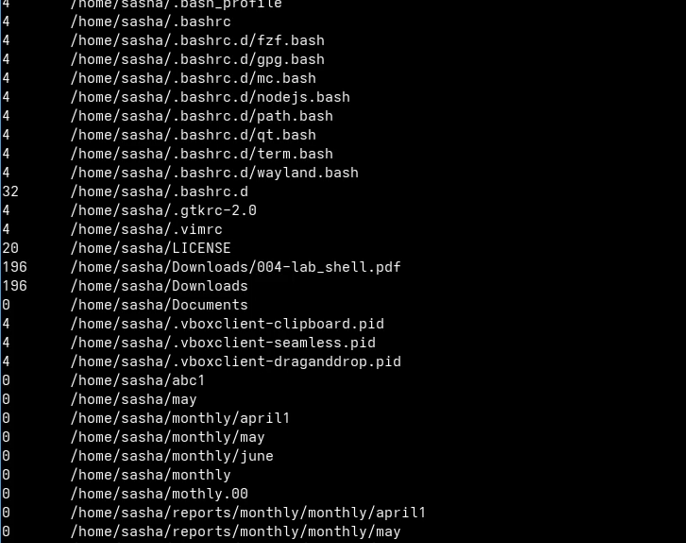 4 /home/sasha/.bash_profile
4 /home/sasha/.bashrc
4 /home/sasha/.bashrc.d/fzf.bash
4 /home/sasha/.bashrc.d/gpg.bash
4 /home/sasha/.bashrc.d/mc.bash
4 /home/sasha/.bashrc.d/nodejs.bash
4 /home/sasha/.bashrc.d/path.bash
4 /home/sasha/.bashrc.d/qt.bash
4 /home/sasha/.bashrc.d/term.bash
4 /home/sasha/.bashrc.d/wayland.bash
32 /home/sasha/.bashrc.d
4 /home/sasha/.gtkrc-2.0
4 /home/sasha/.vimrc
20 /home/sasha/LICENSE
196 /home/sasha/Downloads/004-lab_shell.pdf
196 /home/sasha/Downloads
0 /home/sasha/Documents
4 /home/sasha/.vboxclient-clipboard.pid
4 /home/sasha/.vboxclient-seamless.pid
4 /home/sasha/.vboxclient-draganddrop.pid
0 /home/sasha/abc1
0 /home/sasha/may
0 /home/sasha/monthly/april1
0 /home/sasha/monthly/may
0 /home/sasha/monthly/june
0 /home/sasha/monthly
0 /home/sasha/mothly.00
0 /home/sasha/reports/monthly/monthly/april1
0 /home/sasha/reports/monthly/monthly/may